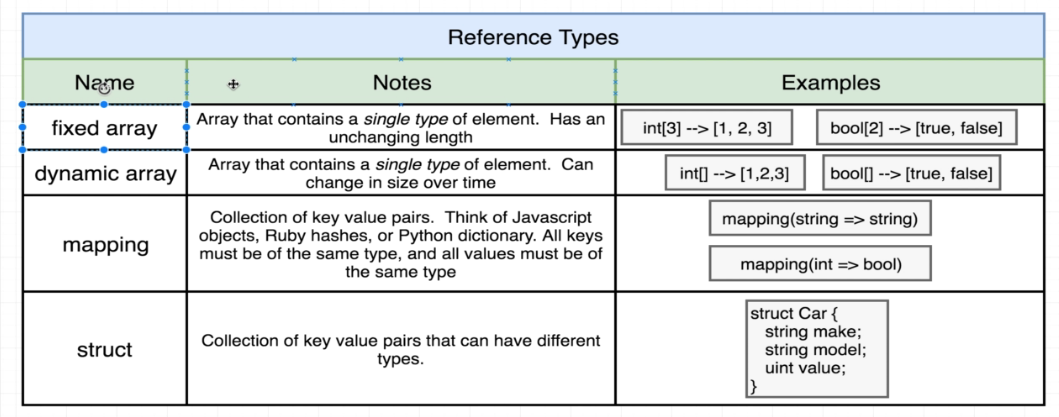 Reference Types
Name
Notes
Examples
fixed array
Array that contains a single type of element. Has an
unchanging length
int[3] --> [1, 2, 3]
bool[2] --> [true, false]
dynamic array
Array that contains a single type of element. Can
change in size over time
int[] --> [1,2,3]
bool[] --> [true, false]
mapping
Collection of key value pairs. Think of Javascript
objects, Ruby hashes, or Python dictionary. All keys
must be of the same type, and all values must be of
the same type
mapping(string => string)
mapping(int => bool)
struct
Collection of key value pairs that can have different
types.
struct Car {
string make;
string model;
uint value;
}